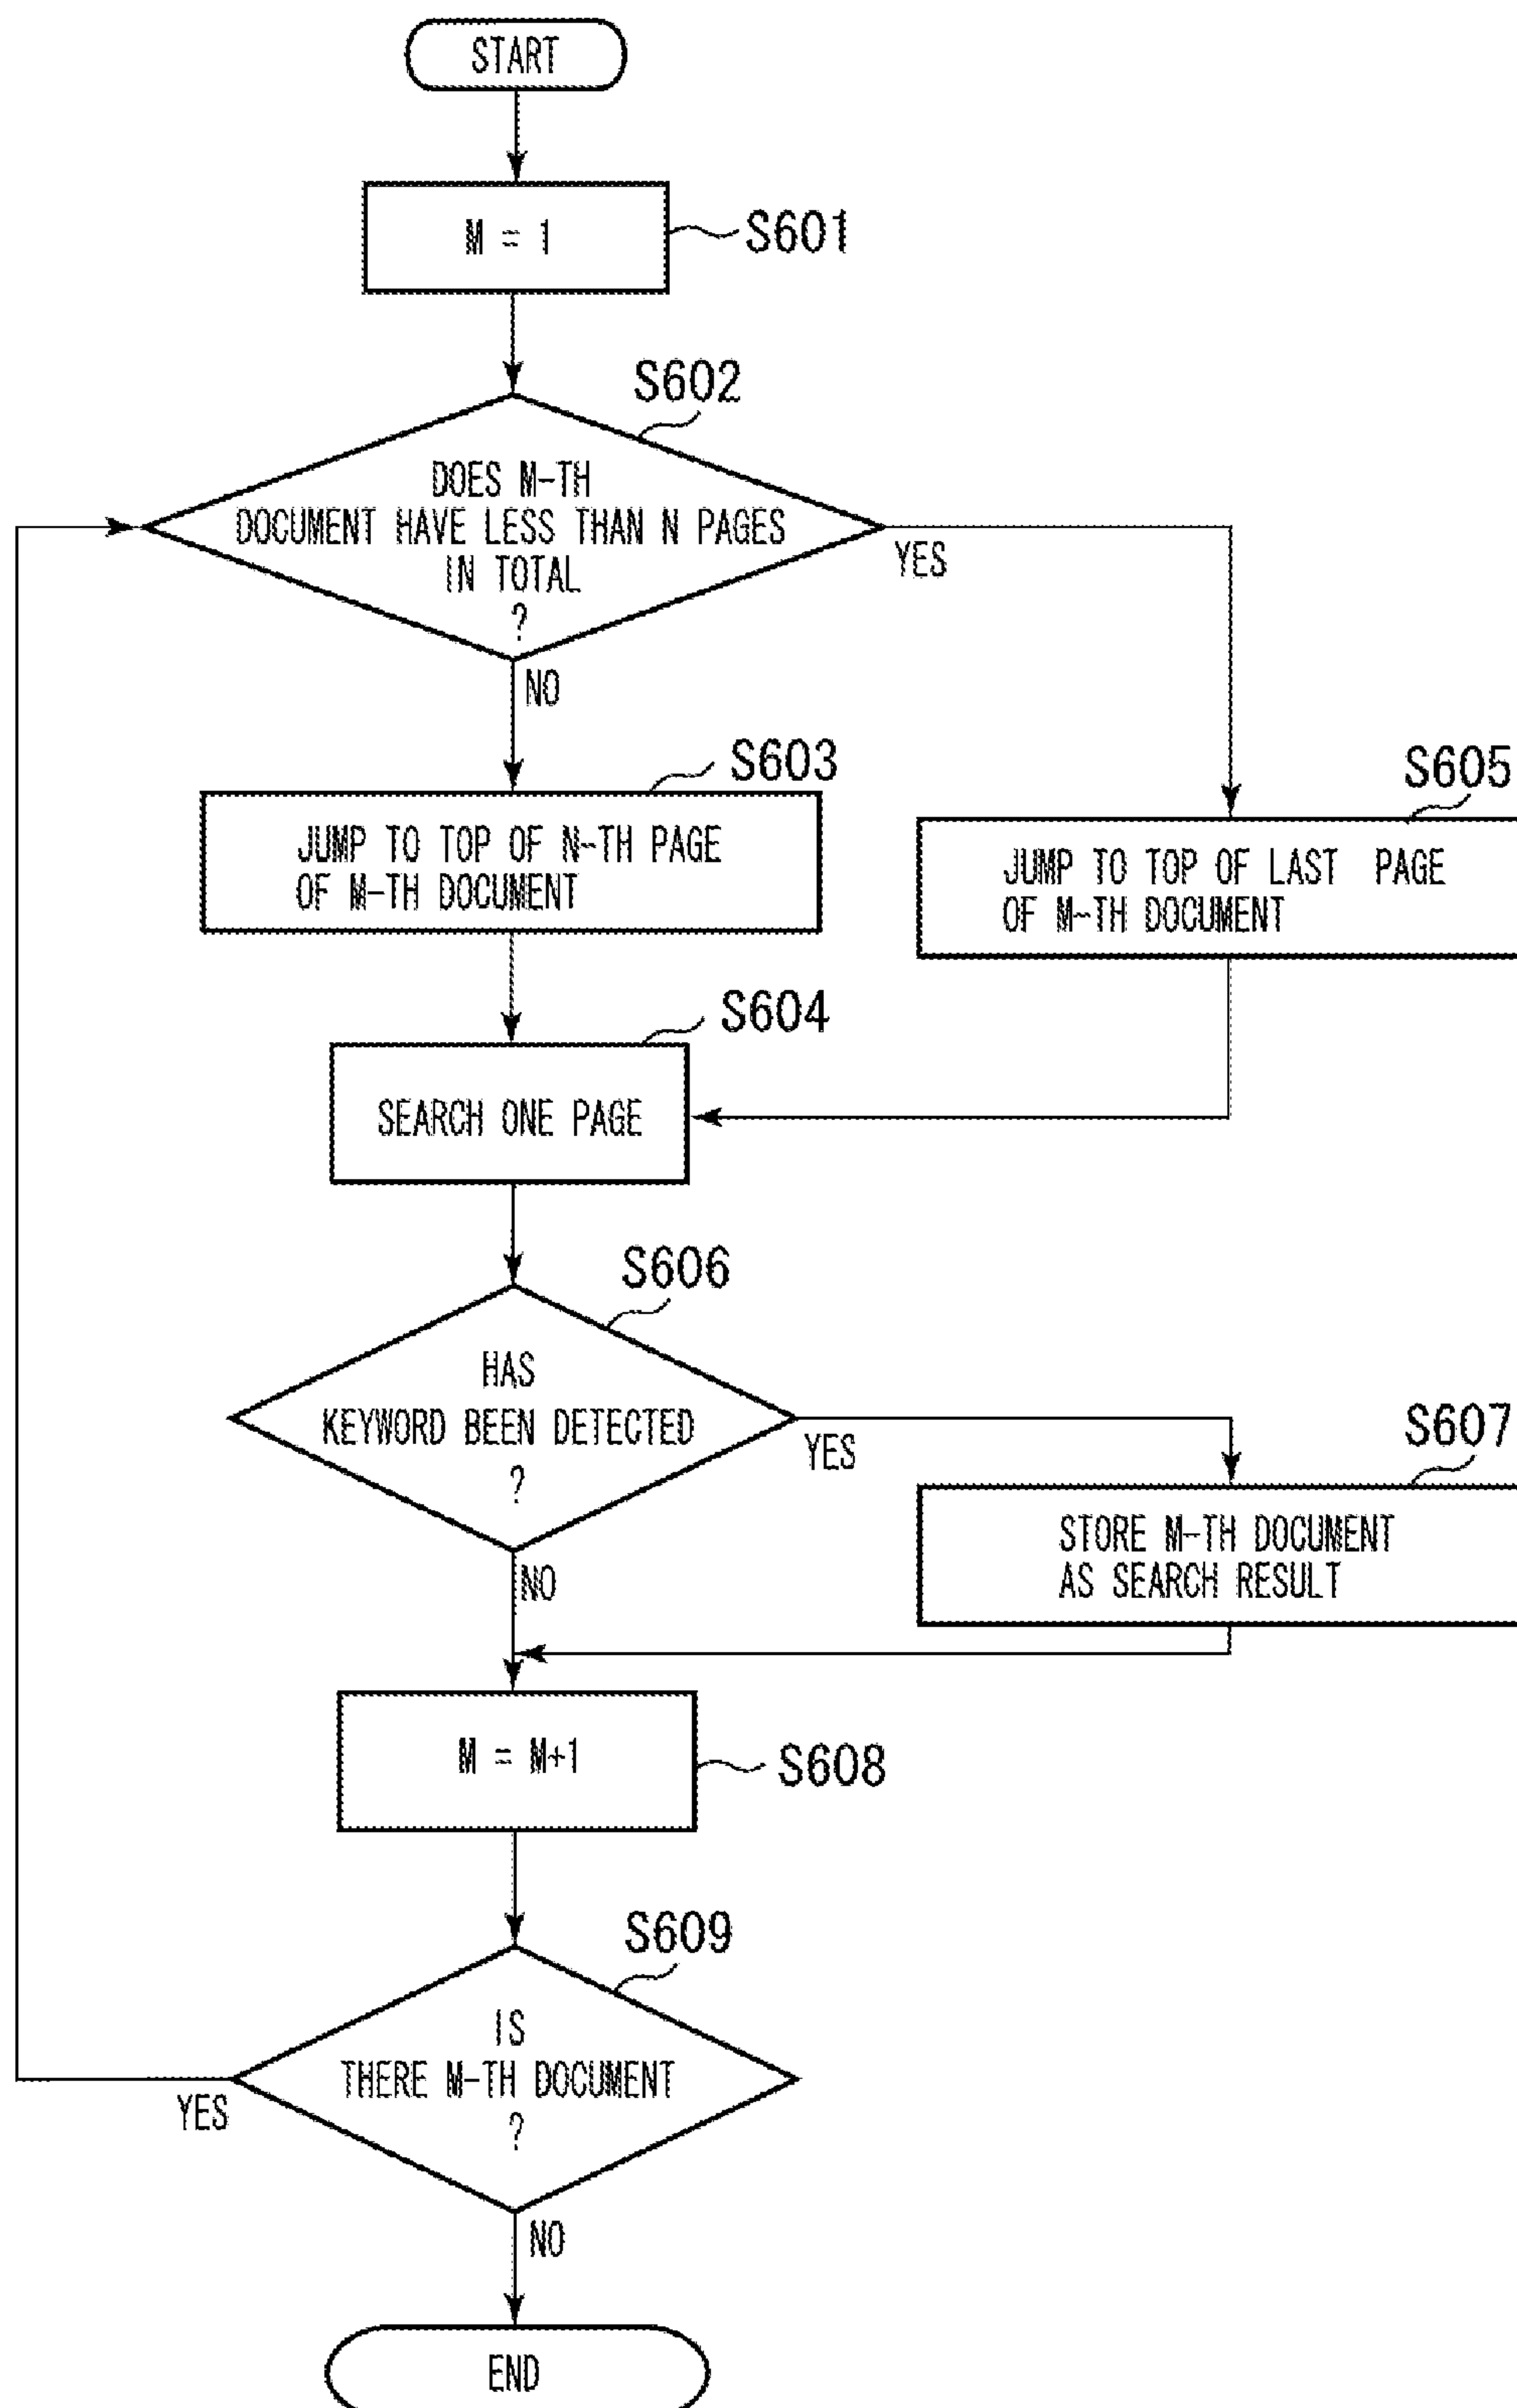 START
M = 1
S601
S602
DOES M-TH
DOCUMENT HAVE LESS THAN N PAGES
IN TOTAL
?
YES
NO
S603
JUMP TO TOP OF N-TH PAGE
OF M-TH DOCUMENT
S605
JUMP TO TOP OF LAST PAGE
OF M-TH DOCUMENT
S604
SEARCH ONE PAGE
S606
HAS
KEYWORD BEEN DETECTED
?
YES
NO
S607
STORE M-TH DOCUMENT
AS SEARCH RESULT
M = M+1
S608
S609
IS
THERE M-TH DOCUMENT
?
YES
NO
END